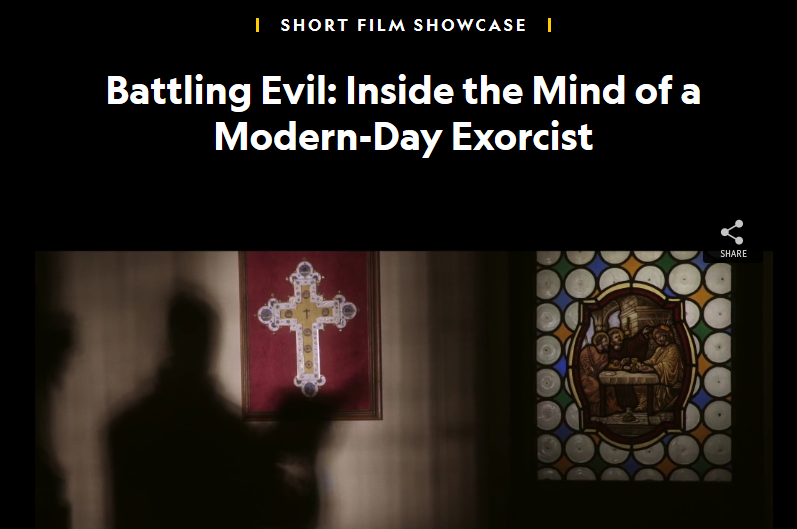 SHORT FILM SHOWCASE
Battling Evil: Inside the Mind of a
Modern-Day Exorcist
SHARE